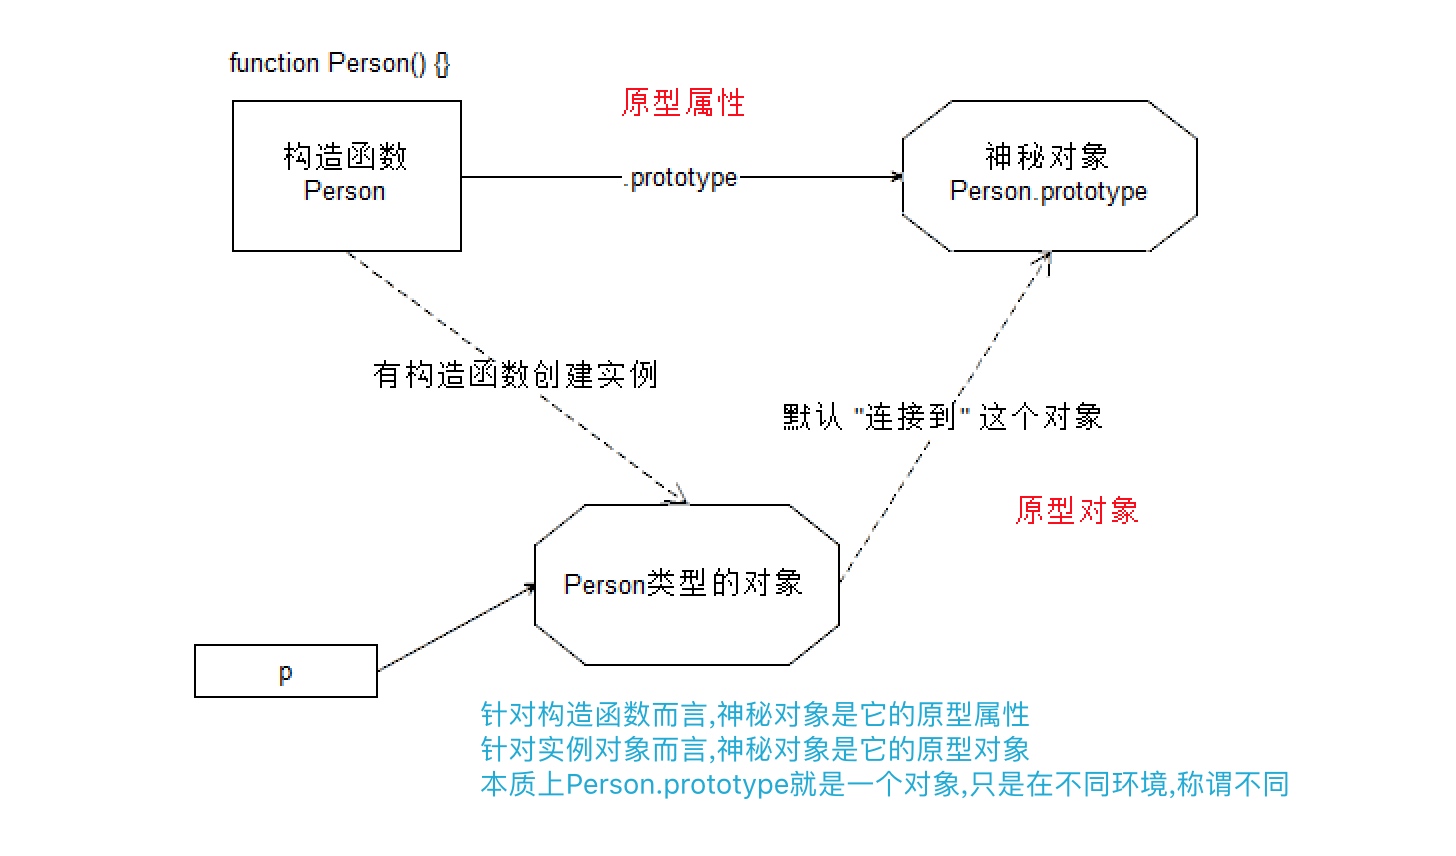 function Person() {}
原型属性
构造函数
Person
.prototype
神秘对象
Person.prototype
有构造函数创建实例
默认 "连接到" 这个对象
原型对象
Person类型的对象
p
针对构造函数而言,神秘对象是它的原型属性
针对实例对象而言,神秘对象是它的原型对象
本质上Person.prototype就是一个对象,只是在不同环境,称谓不同